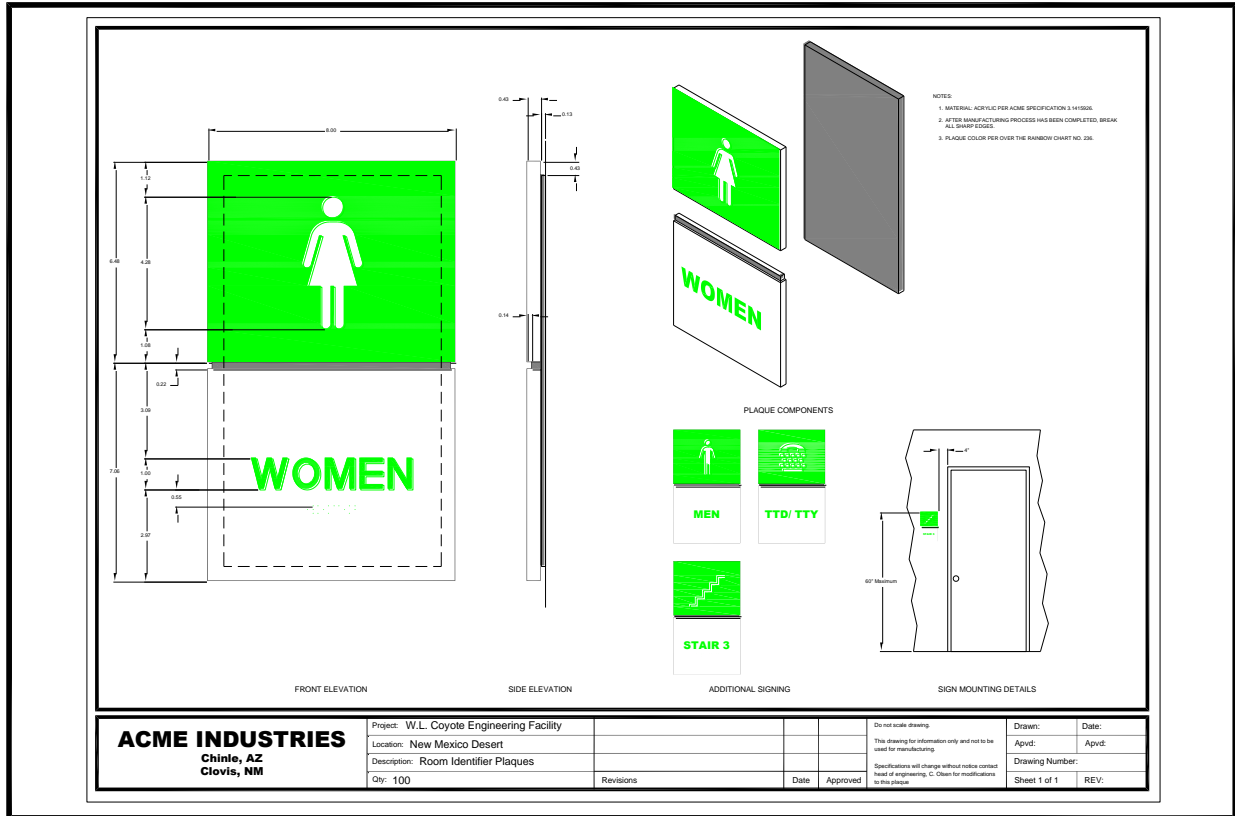 0.43
0.13
8.00
0.43
1.12
6.48
4.28
0.14
1.08
0.22
3.09
7.06
1.00
0.55
2.97
WOMEN
FRONT ELEVATION
SIDE ELEVATION
WOMEN
PLAQUE COMPONENTS
NOTES:
1. MATERIAL: ACRYLIC PER ACME SPECIFICATION 3.1415926.
2. AFTER MANUFACTURING PROCESS HAS BEEN COMPLETED, BREAK
ALL SHARP EDGES.
3. PLAQUE COLOR PER OVER THE RAINBOW CHART NO. 236.
MEN
TTD/ TTY
STAIR 3
ADDITIONAL SIGNING
4"
60" Maximum
SIGN MOUNTING DETAILS
ACME INDUSTRIES
Chinle, AZ
Clovis, NM
Project: W.L. Coyote Engineering Facility
Location: New Mexico Desert
Description: Room Identifier Plaques
Qty: 100
Revisions
Date
Approved
Do not scale drawing.
This drawing for information only and not to be
used for manufacturing.
Specifications will change without notice contact
head of engineering, C. Olsen for modifications
to this plaque
Drawn:
Date:
Apvd:
Apvd:
Drawing Number:
Sheet 1 of 1
REV: